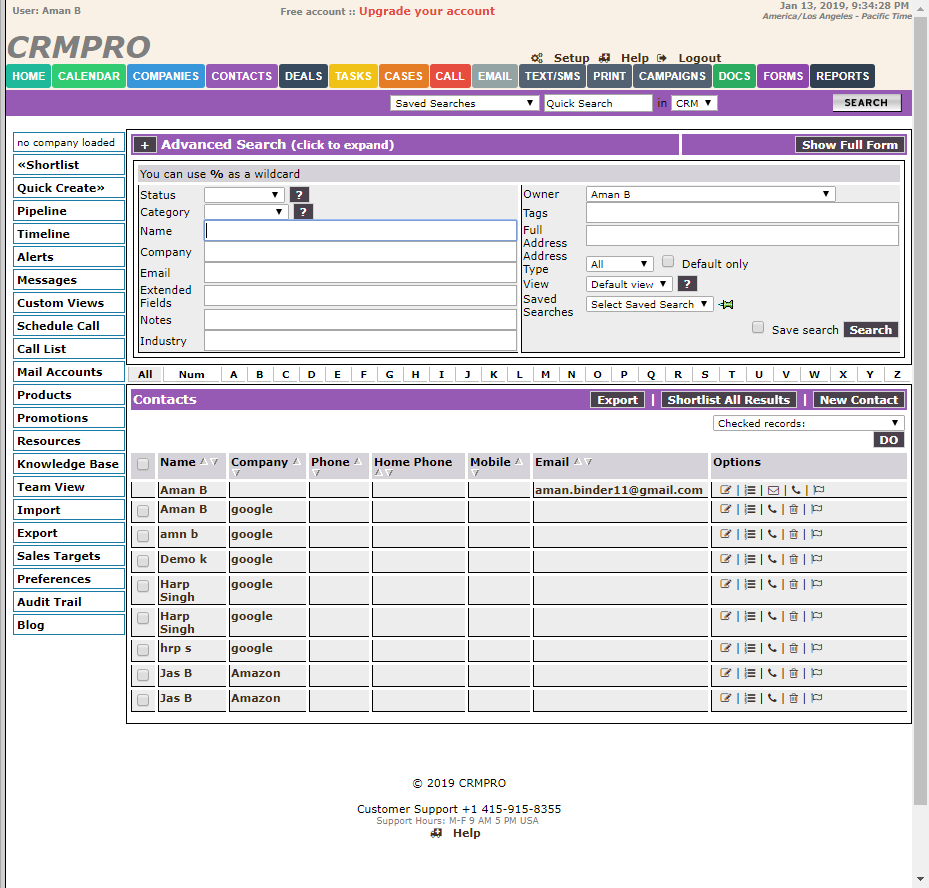 User: Aman B
Free account :: Upgrade your account
Jan 13, 2019, 9:34:28 PM
America/Los Angeles - Pacific Time
CRMPRO
Setup Help Logout
HOME CALENDAR COMPANIES CONTACTS DEALS TASKS CASES CALL EMAIL TEXT/SMS PRINT CAMPAIGNS DOCS FORMS REPORTS
Saved Searches Quick Search in CRM SEARCH
no company loaded
«Shortlist
Quick Create»
Pipeline
Timeline
Alerts
Messages
Custom Views
Schedule Call
Call List
Mail Accounts
Products
Promotions
Resources
Knowledge Base
Team View
Import
Export
Sales Targets
Preferences
Audit Trail
Blog
+ Advanced Search (click to expand) Show Full Form
You can use % as a wildcard
Status ?
Category ?
Name
Company
Email
Extended
Fields
Notes
Industry
Owner Aman B
Tags
Full
Address
Address
Type All Default only
View Default view ?
Saved
Searches Select Saved Search
Save search Search
All Num A B C D E F G H I J K L M N O P Q R S T U V W X Y Z
Contacts Export | Shortlist All Results | New Contact
Checked records:
DO
Name Company Phone Home Phone Mobile Email Options
Aman B aman.binder11@gmail.com | | | |
Aman B google | | | |
amn b google | | | |
Demo k google | | | |
Harp
Singh google | | | |
Harp
Singh google | | | |
hrp s google | | | |
Jas B Amazon | | | |
Jas B Amazon | | | |
© 2019 CRMPRO
Customer Support +1 415-915-8355
Support Hours: M-F 9 AM 5 PM USA
Help